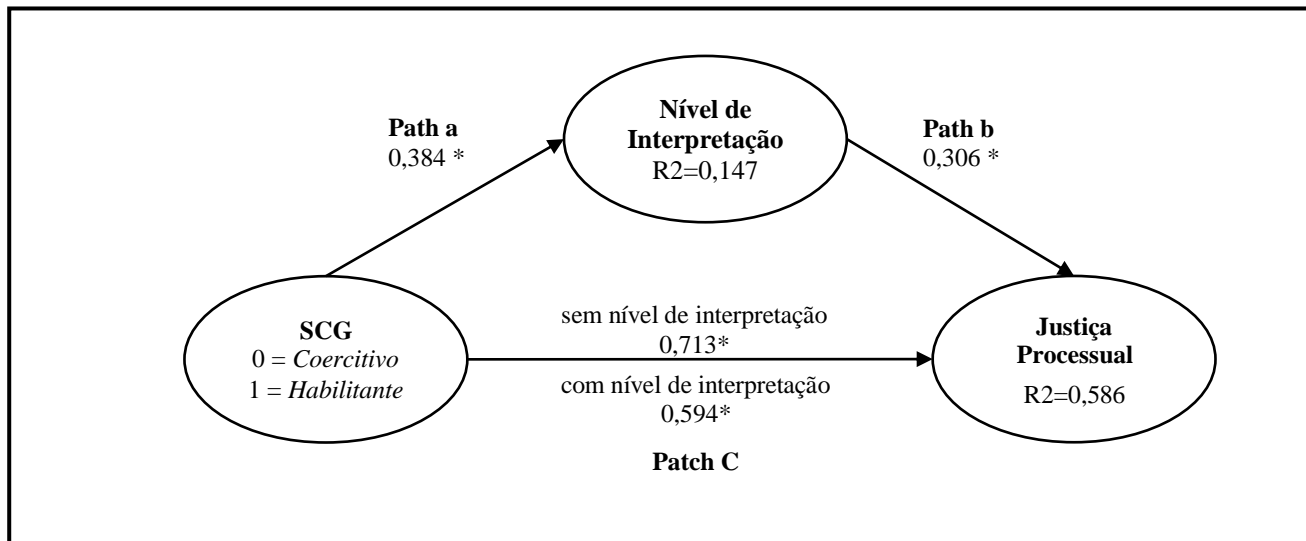 Nível de
Interpretação
R2=0,147
Path a
0,384 *
Path b
0,306 *
SCG
0 = Coercitivo
1 = Habilitante
sem nível de interpretação
0,713*
com nível de interpretação
0,594*
Patch C
Justiça
Processual
R2=0,586